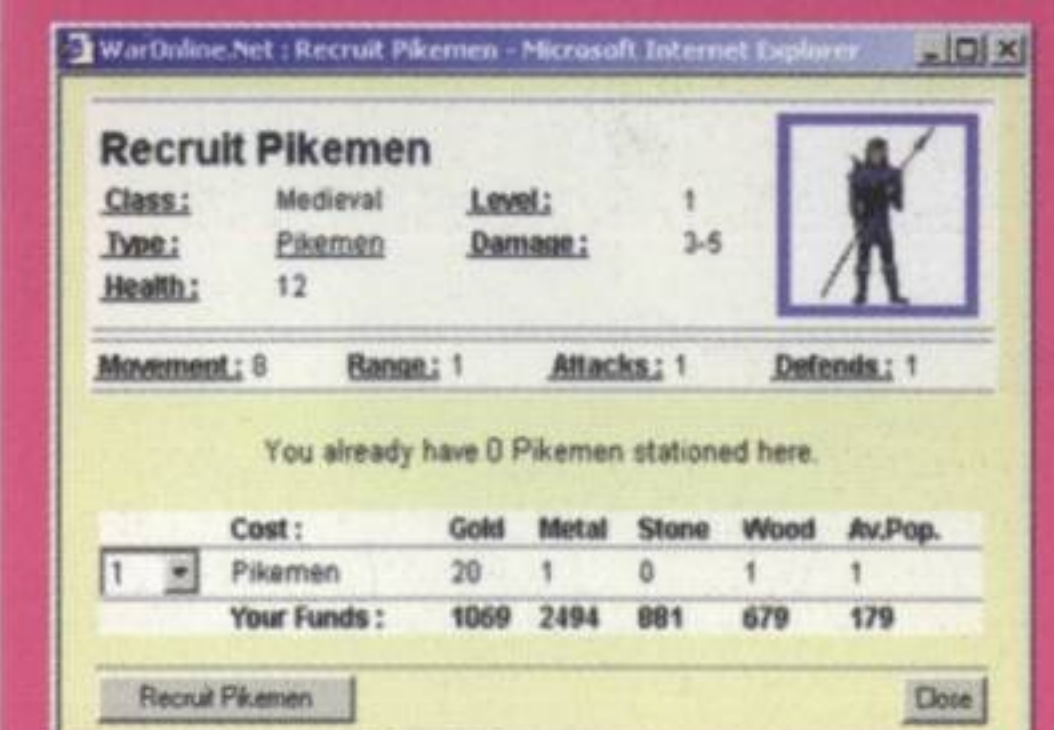 WarOnline.Net : Recruit Pikemen - Microsoft Internet Explorer
Recruit Pikemen
Class : Medieval Level : 1
Type : Pikemen Damage : 3-5
Health : 12
Movement : 8 Range : 1 Attacks : 1 Defends : 1
You already have 0 Pikemen stationed here.
Cost : Gold Metal Stone Wood Av.Pop.
1 Pikemen 20 1 0 1 1
Your Funds : 1069 2494 881 679 179
Recruit Pikemen Close